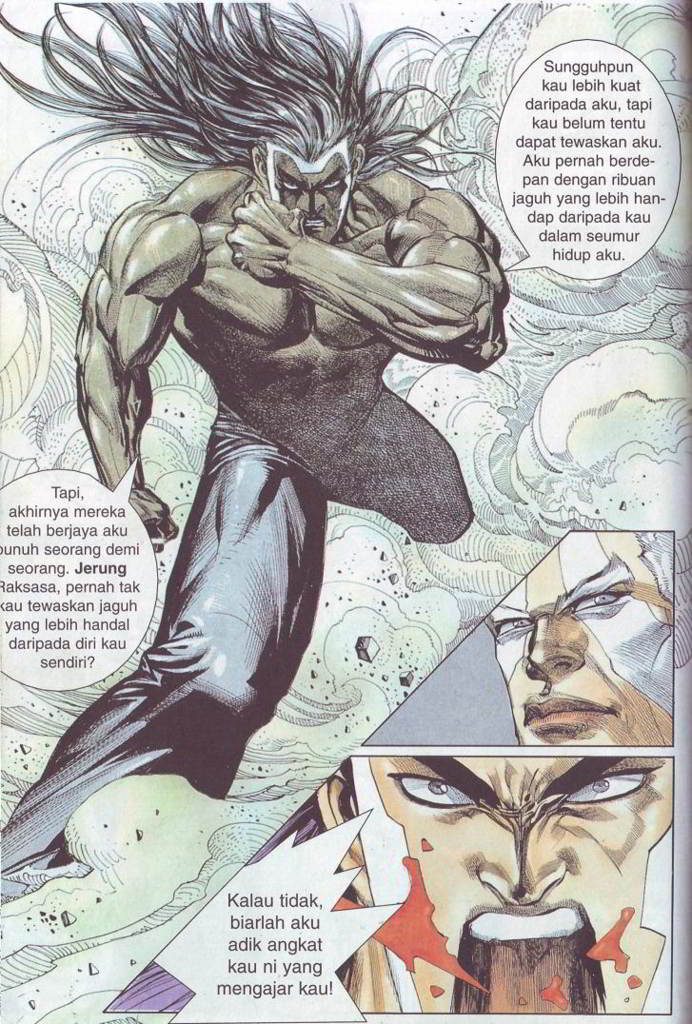 Sungguhpun
kau lebih kuat
daripada aku, tapi
kau belum tentu
dapat tewaskan aku.
Aku pernah berde-
pan dengan ribuan
jaguh yang lebih han-
dap daripada kau
dalam seumur
hidup aku.
Tapi,
akhirnya mereka
telah berjaya aku
bunuh seorang demi
seorang. Jerung
Raksasa, pernah tak
kau tewaskan jaguh
yang lebih handal
daripada diri kau
sendiri?
Kalau tidak,
biarlah aku
adik angkat
kau ni yang
mengajar kau!